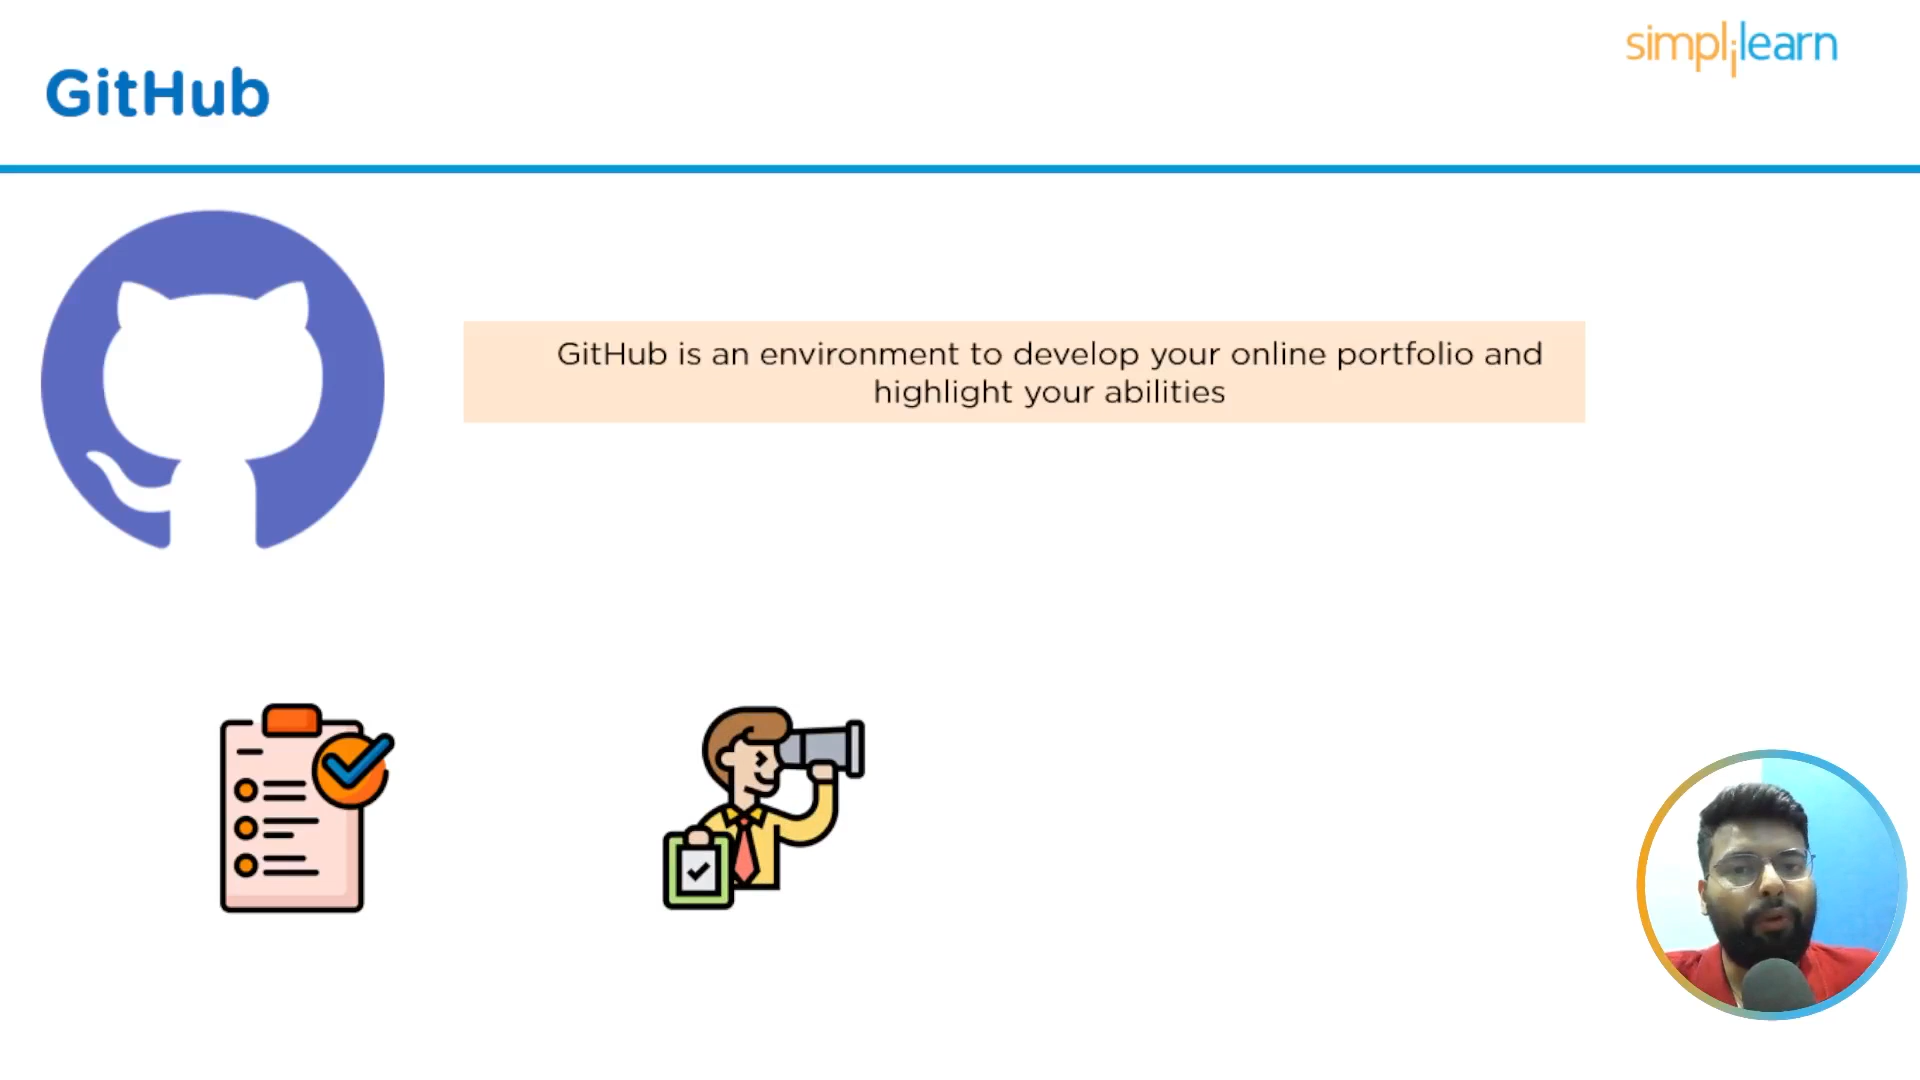 simplilearn
GitHub
GitHub is an environment to develop your online portfolio and
highlight your abilities